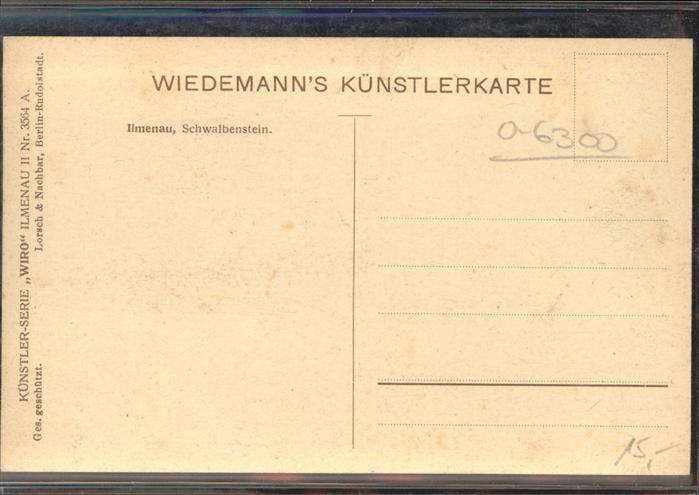 WIEDEMANN'S KÜNSTLERKARTE
Ilmenau, Schwalbenstein.
O-6300
15,-
KÜNSTLER-SERIE „WIRO" ILMENAU II Nr. 3564 A.
Ges. geschützt. Lorsch & Nachbar, Berlin-Rudolstadt.